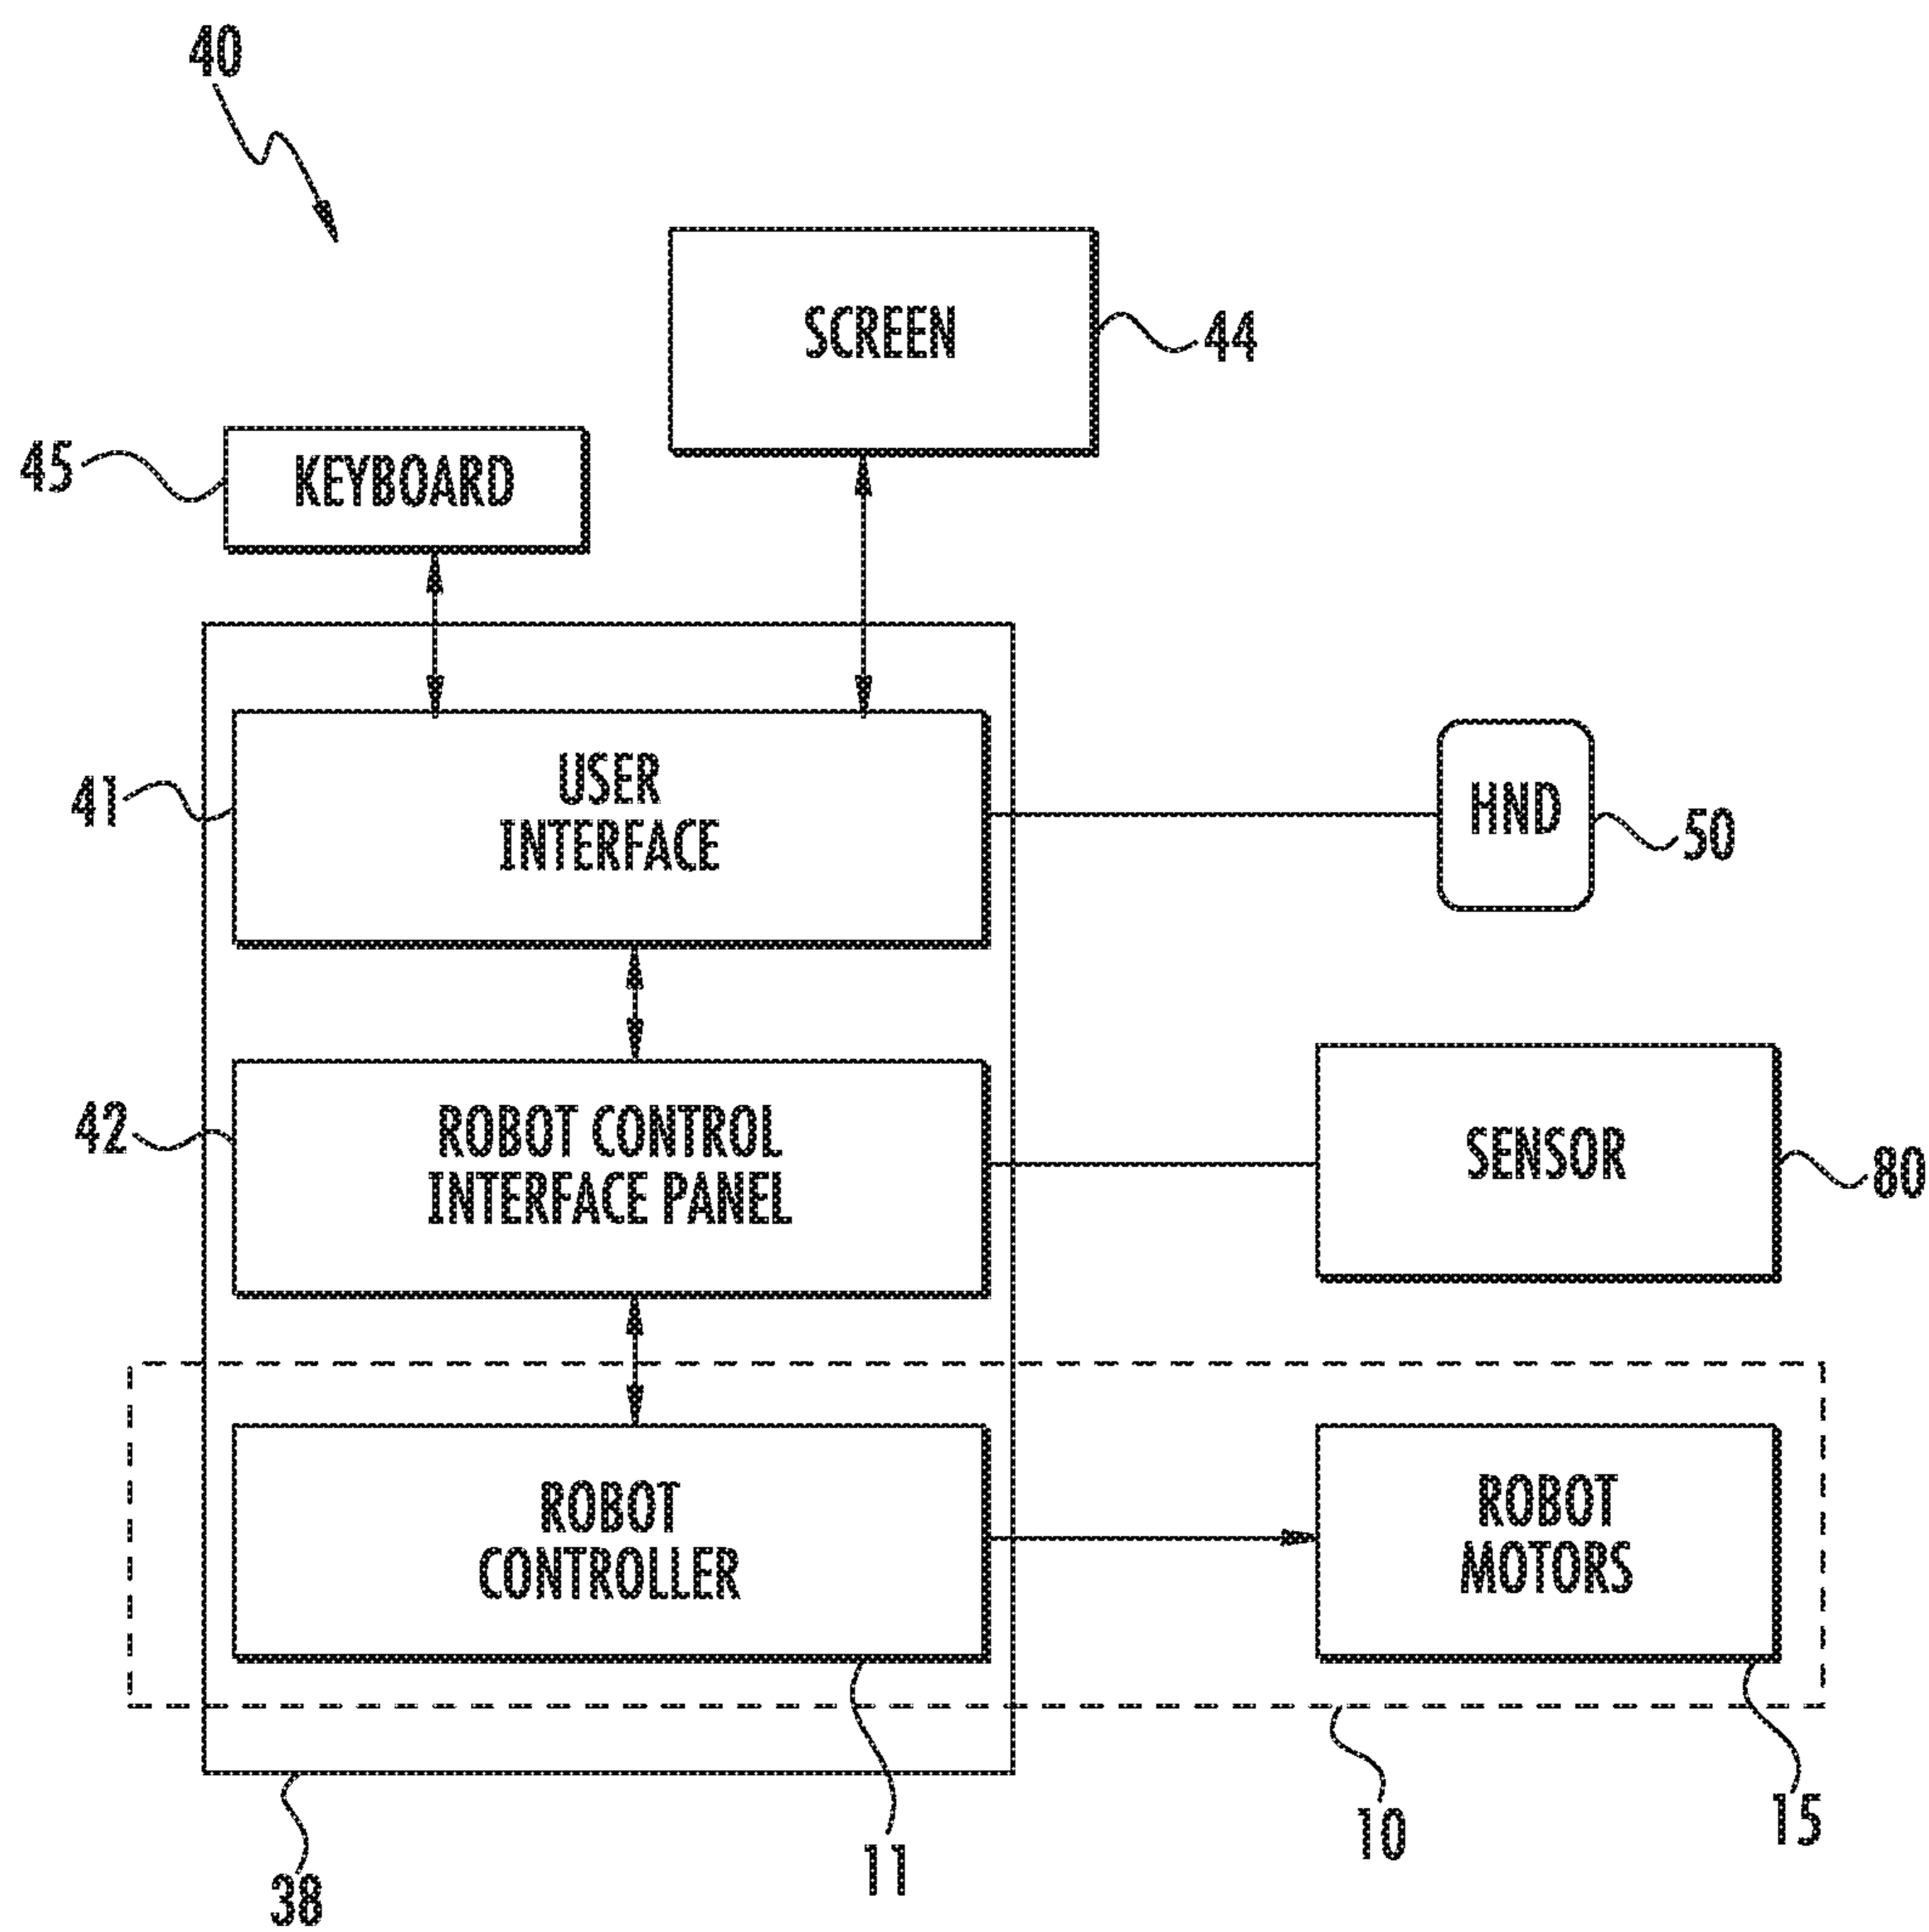 40
SCREEN
44
45
KEYBOARD
41
USER
INTERFACE
HND
50
42
ROBOT CONTROL
INTERFACE PANEL
SENSOR
80
ROBOT
CONTROLLER
ROBOT
MOTORS
38
11
10
15